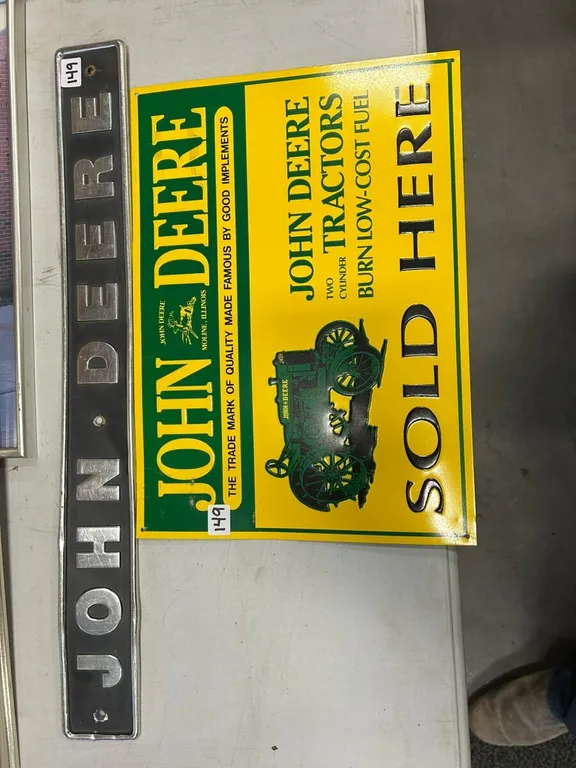 149
JOHN · DEERE
JOHN DEERE
JOHN DEERE
MOLINE, ILLINOIS
THE TRADE MARK OF QUALITY MADE FAMOUS BY GOOD IMPLEMENTS
149
JOHN DEERE
TWO CYLINDER TRACTORS
BURN LOW-COST FUEL
JOHN DEERE
SOLD HERE